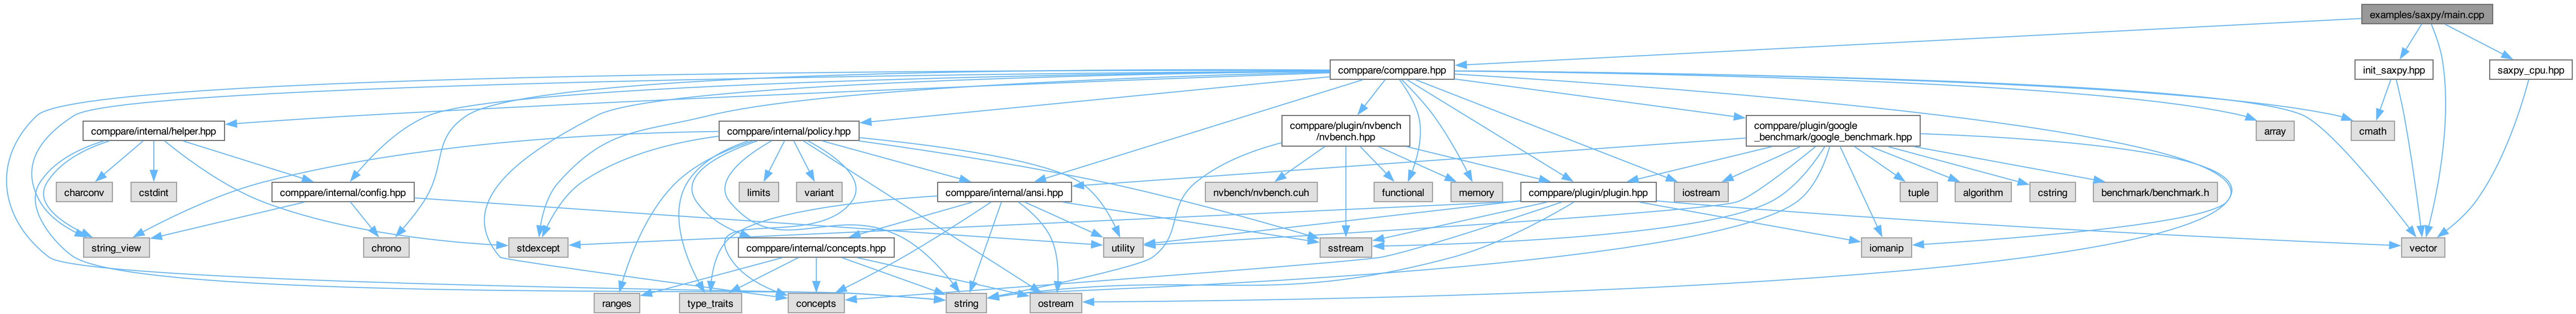 examples/saxpy/main.cpp
comppare/comppare.hpp
init_saxpy.hpp
saxpy_cpu.hpp
comppare/internal/helper.hpp
comppare/internal/policy.hpp
comppare/plugin/nvbench
/nvbench.hpp
comppare/plugin/google
_benchmark/google_benchmark.hpp
array
cmath
charconv
cstdint
comppare/internal/config.hpp
limits
variant
comppare/internal/ansi.hpp
nvbench/nvbench.cuh
functional
memory
comppare/plugin/plugin.hpp
iostream
tuple
algorithm
cstring
benchmark/benchmark.h
string_view
chrono
stdexcept
comppare/internal/concepts.hpp
utility
sstream
iomanip
vector
ranges
type_traits
concepts
string
ostream